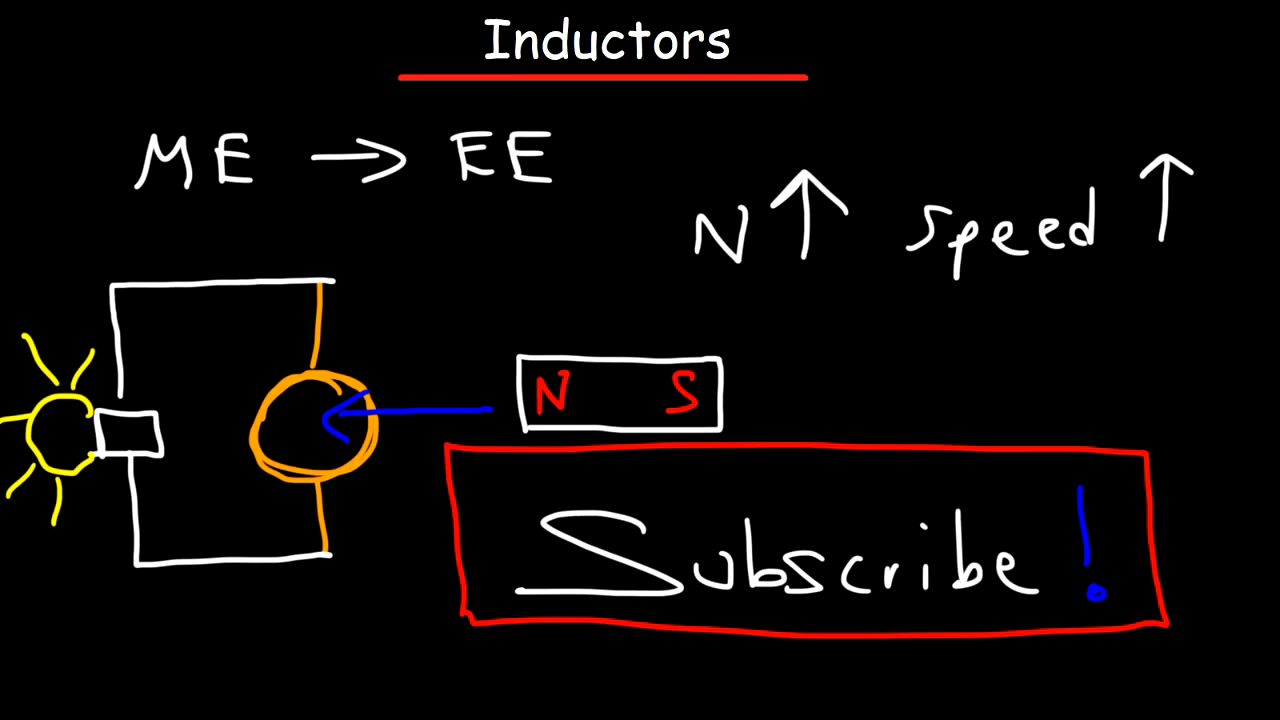 Inductors
ME → EE
N↑ Speed ↑
N S
Subscribe!